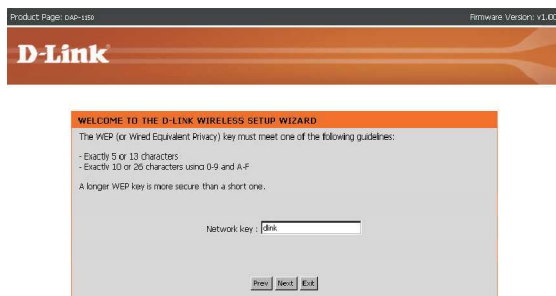 Product Page: DAP-1150 Firmware Version: v1.00
D-Link
WELCOME TO THE D-LINK WIRELESS SETUP WIZARD
The WEP (or Wired Equivalent Privacy) key must meet one of the following guidelines:
- Exactly 5 or 13 characters
- Exactly 10 or 26 characters using 0-9 and A-F
A longer WEP key is more secure than a short one.
Network key : dlink
Prev Next Exit